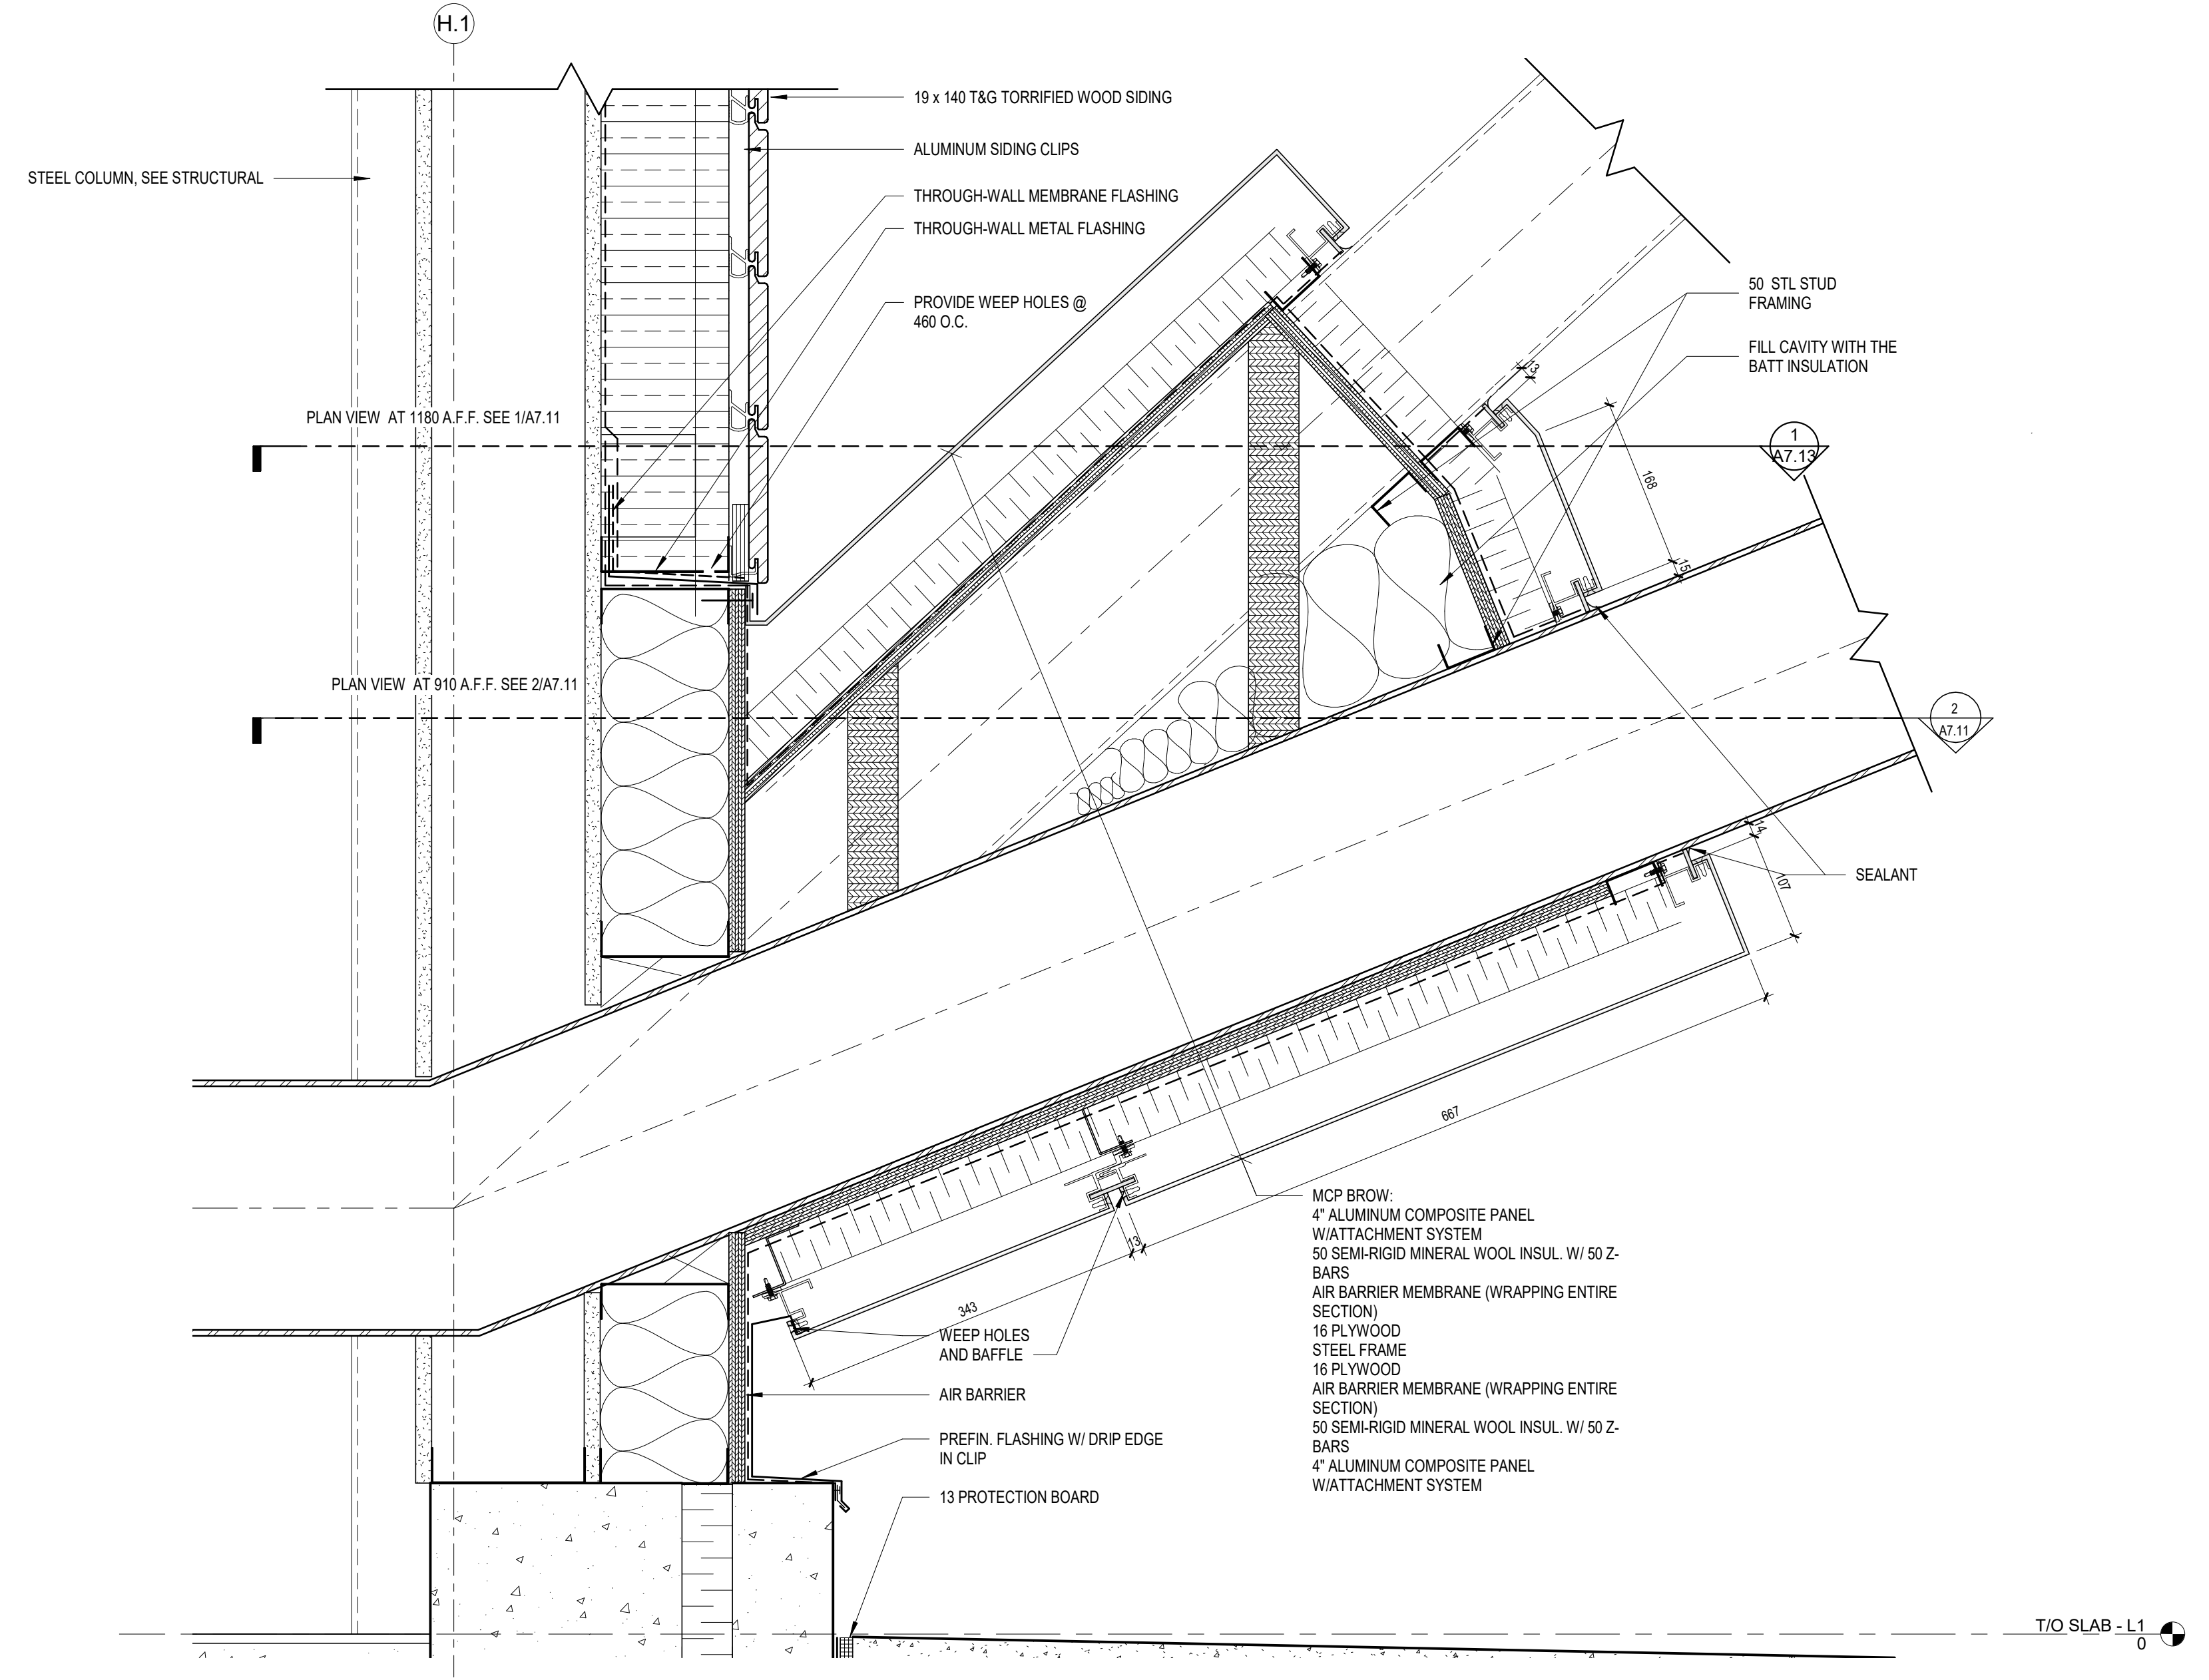 H.1
19 x 140 T&G TORRIFIED WOOD SIDING
ALUMINUM SIDING CLIPS
STEEL COLUMN, SEE STRUCTURAL
THROUGH-WALL MEMBRANE FLASHING
THROUGH-WALL METAL FLASHING
PROVIDE WEEP HOLES @
460 O.C.
50 STL STUD
FRAMING
FILL CAVITY WITH THE
BATT INSULATION
13
PLAN VIEW AT 1180 A.F.F. SEE 1/A7.11
1
A7.13
168
15
PLAN VIEW AT 910 A.F.F. SEE 2/A7.11
2
A7.11
14
107
SEALANT
667
13
343
MCP BROW:
4" ALUMINUM COMPOSITE PANEL
W/ATTACHMENT SYSTEM
50 SEMI-RIGID MINERAL WOOL INSUL. W/ 50 Z-
BARS
AIR BARRIER MEMBRANE (WRAPPING ENTIRE
SECTION)
16 PLYWOOD
STEEL FRAME
16 PLYWOOD
AIR BARRIER MEMBRANE (WRAPPING ENTIRE
SECTION)
50 SEMI-RIGID MINERAL WOOL INSUL. W/ 50 Z-
BARS
4" ALUMINUM COMPOSITE PANEL
W/ATTACHMENT SYSTEM
WEEP HOLES
AND BAFFLE
AIR BARRIER
PREFIN. FLASHING W/ DRIP EDGE
IN CLIP
13 PROTECTION BOARD
T/O SLAB - L1
0